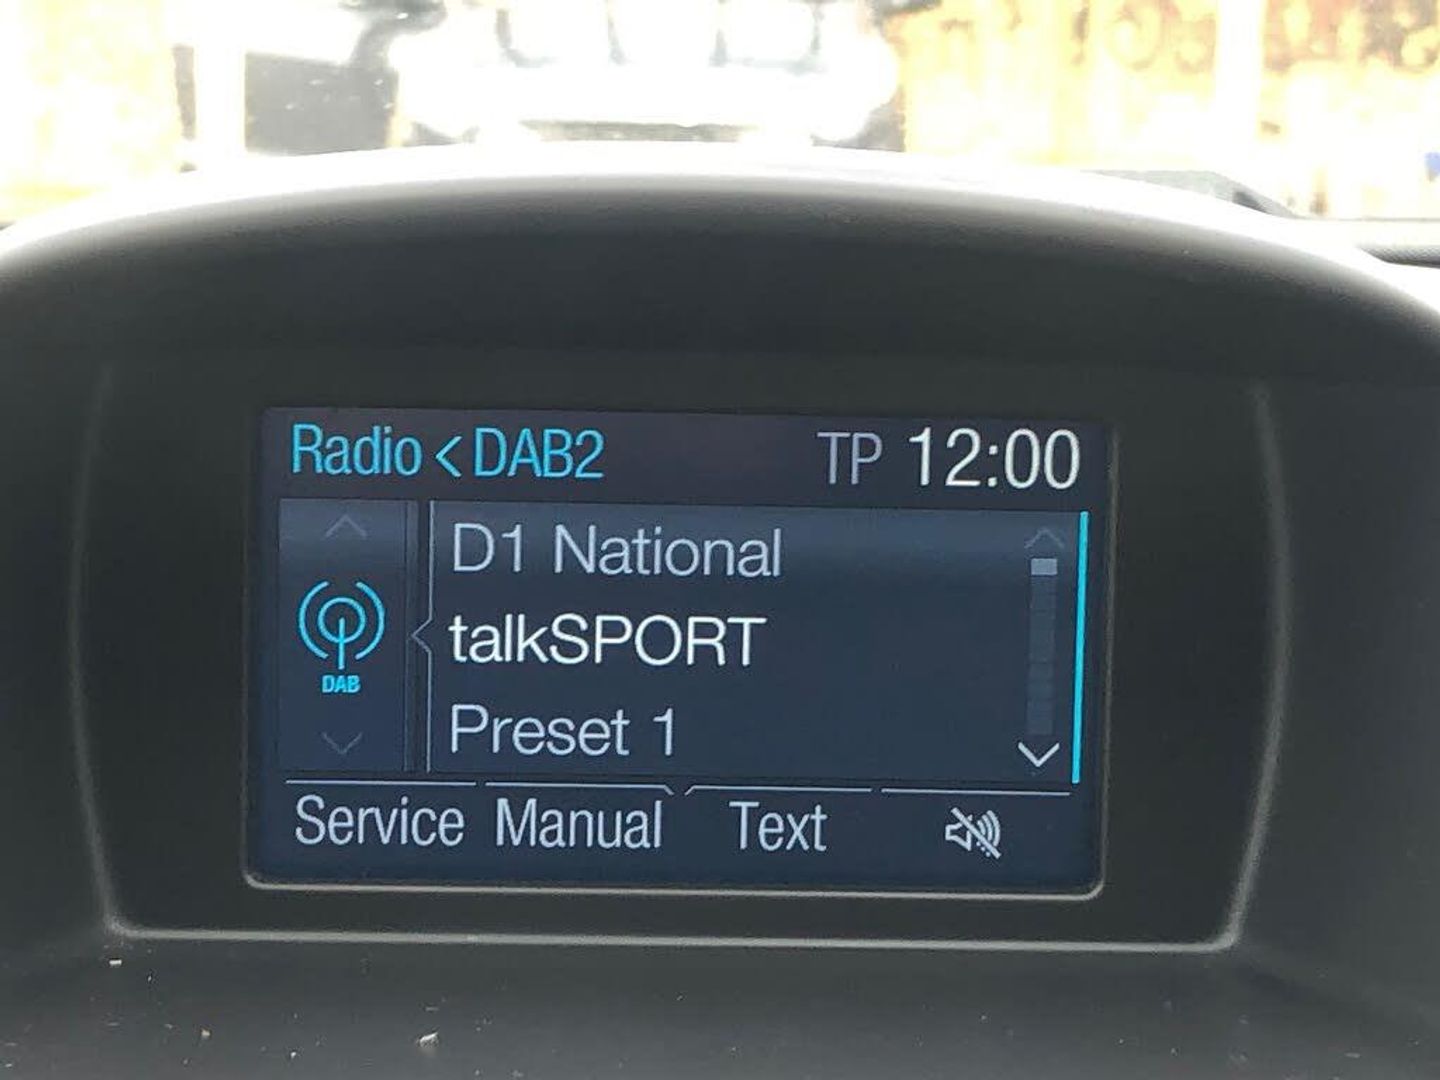 Radio < DAB2 TP 12:00
D1 National
talkSPORT
DAB
Preset 1
Service Manual Text